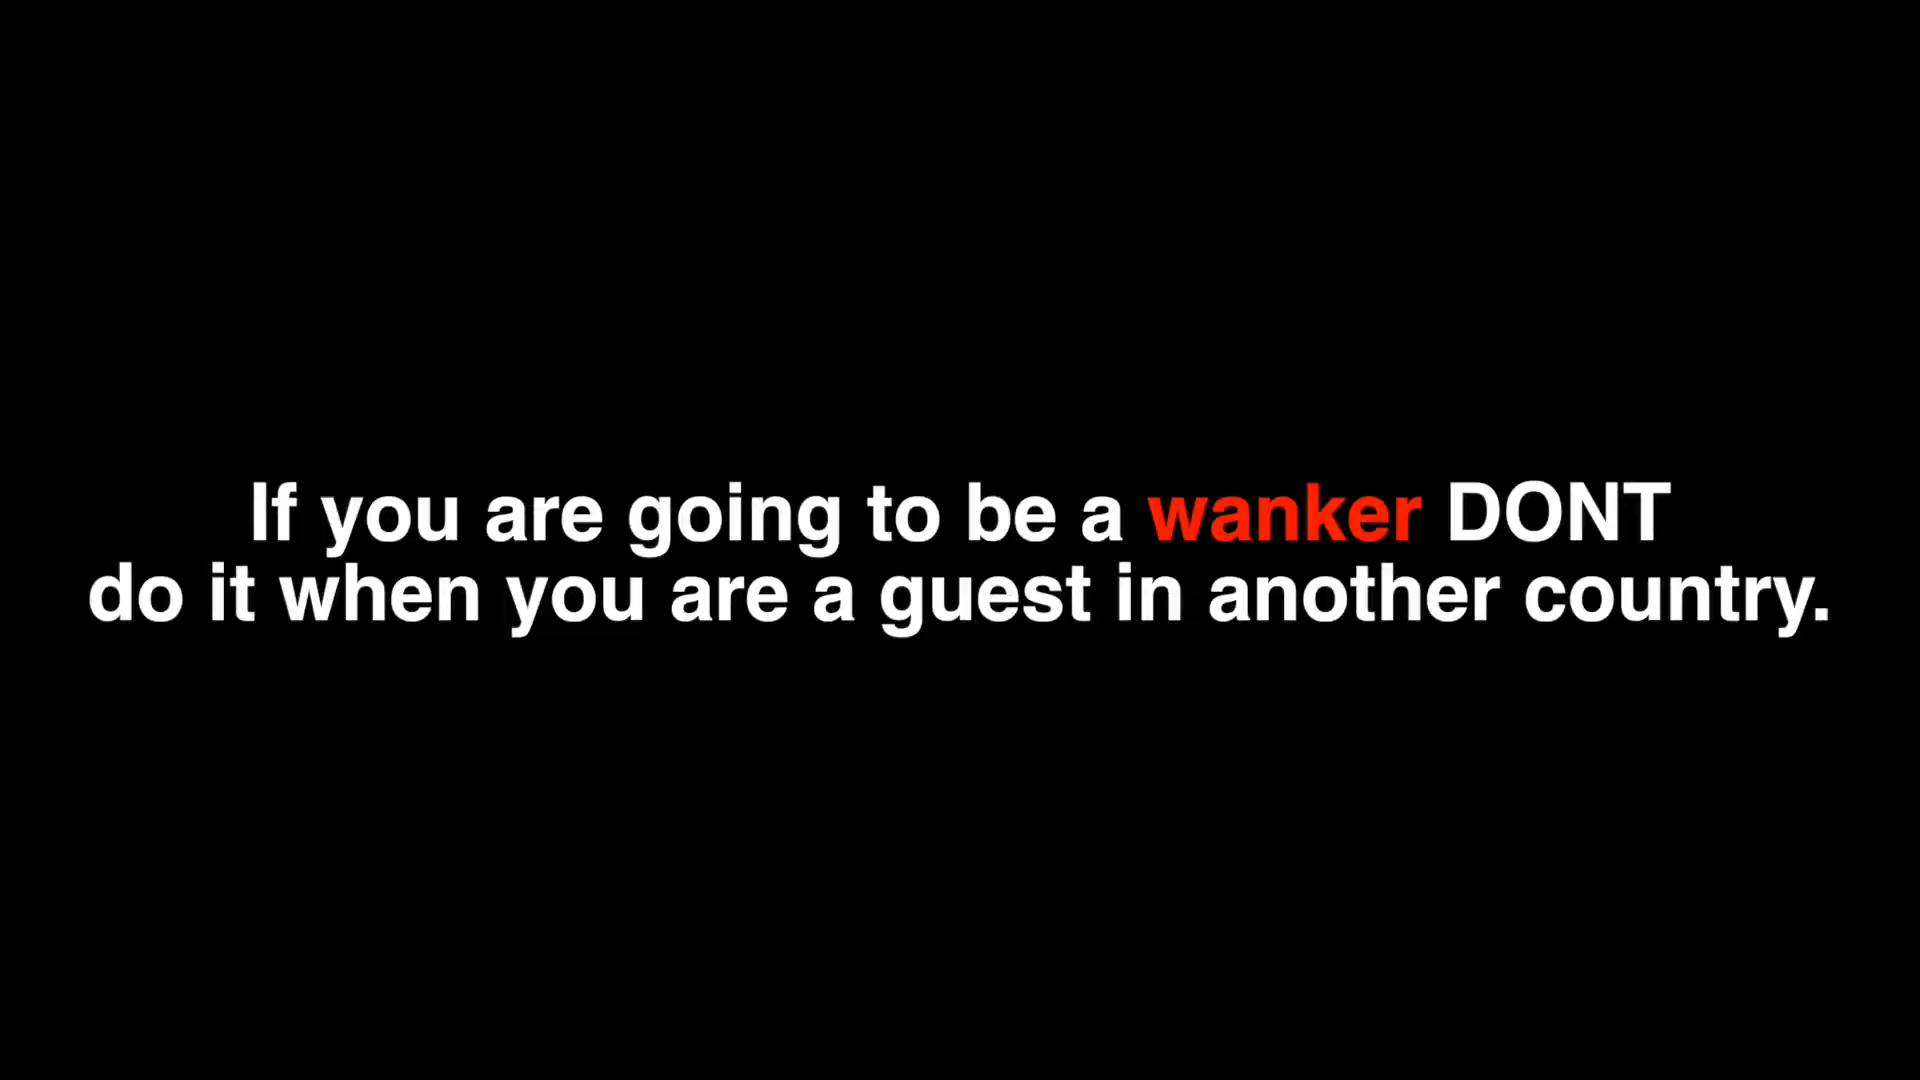 If you are going to be a wanker DONT
do it when you are a guest in another country.